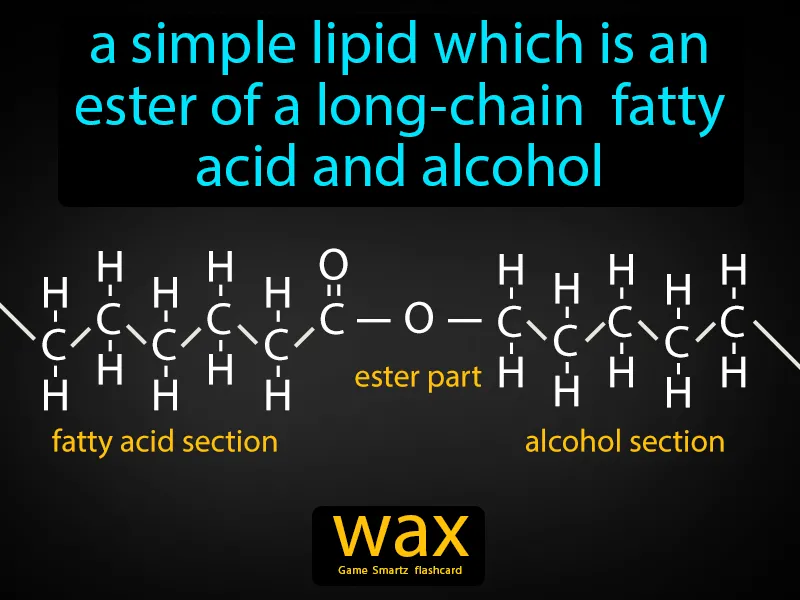 a simple lipid which is an
ester of a long-chain fatty
acid and alcohol
H H H H H O H H H H H
C C C C C C — O — C C C C C
H H H H H H H H H H
ester part
fatty acid section alcohol section
wax
Game Smartz flashcard